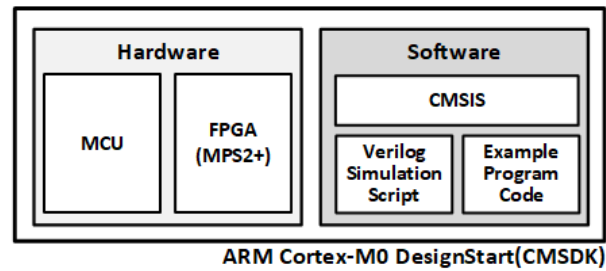 Hardware
MCU
FPGA
(MPS2+)
Software
CMSIS
Verilog
Simulation
Script
Example
Program
Code
ARM Cortex-M0 DesignStart(CMSDK)